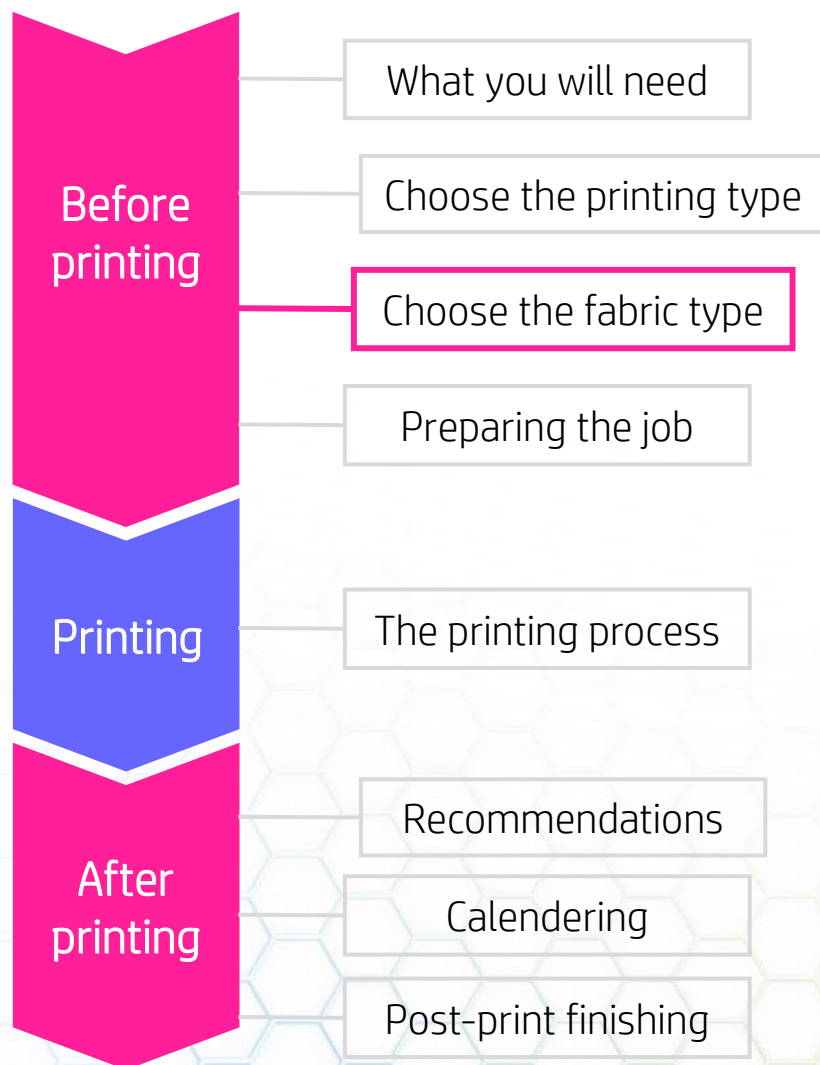 What you will need
Before
printing
Choose the printing type
Choose the fabric type
Preparing the job
Printing
The printing process
After
printing
Recommendations
Calendering
Post-print finishing